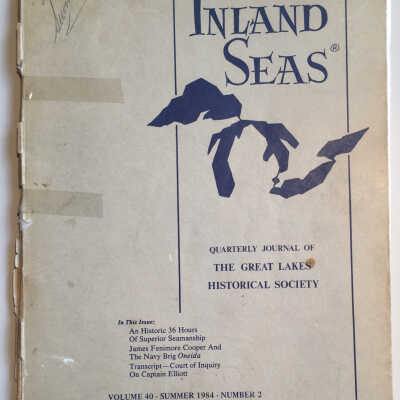 INLAND
SEAS®
QUARTERLY JOURNAL OF
THE GREAT LAKES
HISTORICAL SOCIETY
In This Issue:
An Historic 36 Hours
Of Superior Seamanship
James Fenimore Cooper And
The Navy Brig Oneida
Transcript – Court of Inquiry
On Captain Elliott
VOLUME 40 - SUMMER 1984 - NUMBER 2